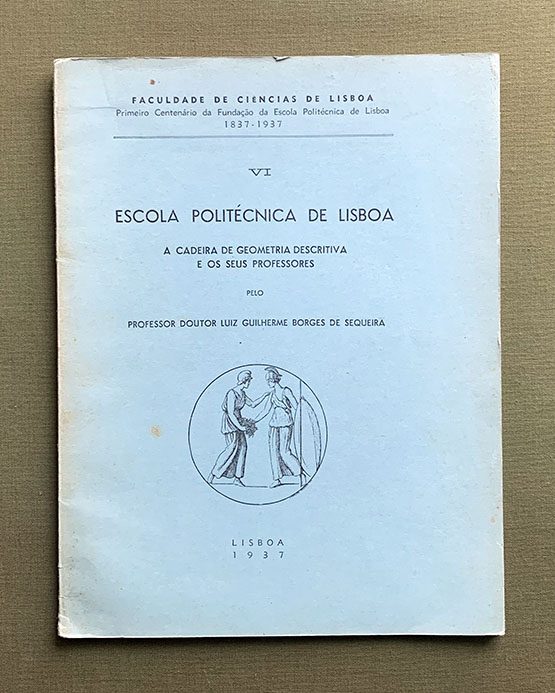 FACULDADE DE CIÊNCIAS DE LISBOA
Primeiro Centenário da Fundação da Escola Politécnica de Lisboa
1837-1937
VI
ESCOLA POLITÉCNICA DE LISBOA
A CADEIRA DE GEOMETRIA DESCRITIVA
E OS SEUS PROFESSORES
PELO
PROFESSOR DOUTOR LUIZ GUILHERME BORGES DE SEQUEIRA
LISBOA
1937